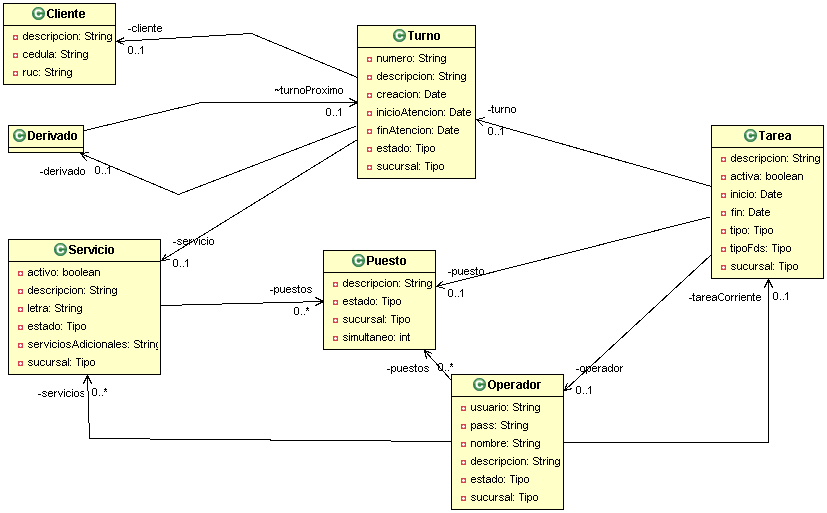 C Cliente
descripcion: String
cedula: String
ruc: String
-cliente
0..1
C Turno
numero: String
descripcion: String
creacion: Date
inicioAtencion: Date
finAtencion: Date
estado: Tipo
sucursal: Tipo
~turnoProximo
0..1
C Derivado
-derivado 0..1
-turno
0..1
C Tarea
descripcion: String
activa: boolean
inicio: Date
fin: Date
tipo: Tipo
tipoFds: Tipo
sucursal: Tipo
-servicio
0..1
C Servicio
activo: boolean
descripcion: String
letra: String
estado: Tipo
serviciosAdicionales: String
sucursal: Tipo
-puestos
0..*
C Puesto
descripcion: String
estado: Tipo
sucursal: Tipo
simultaneo: int
-puesto
0..1
-tareaCorriente 0..1
-puestos 0..*
-operador
0..1
-servicios 0..*
C Operador
usuario: String
pass: String
nombre: String
descripcion: String
estado: Tipo
sucursal: Tipo